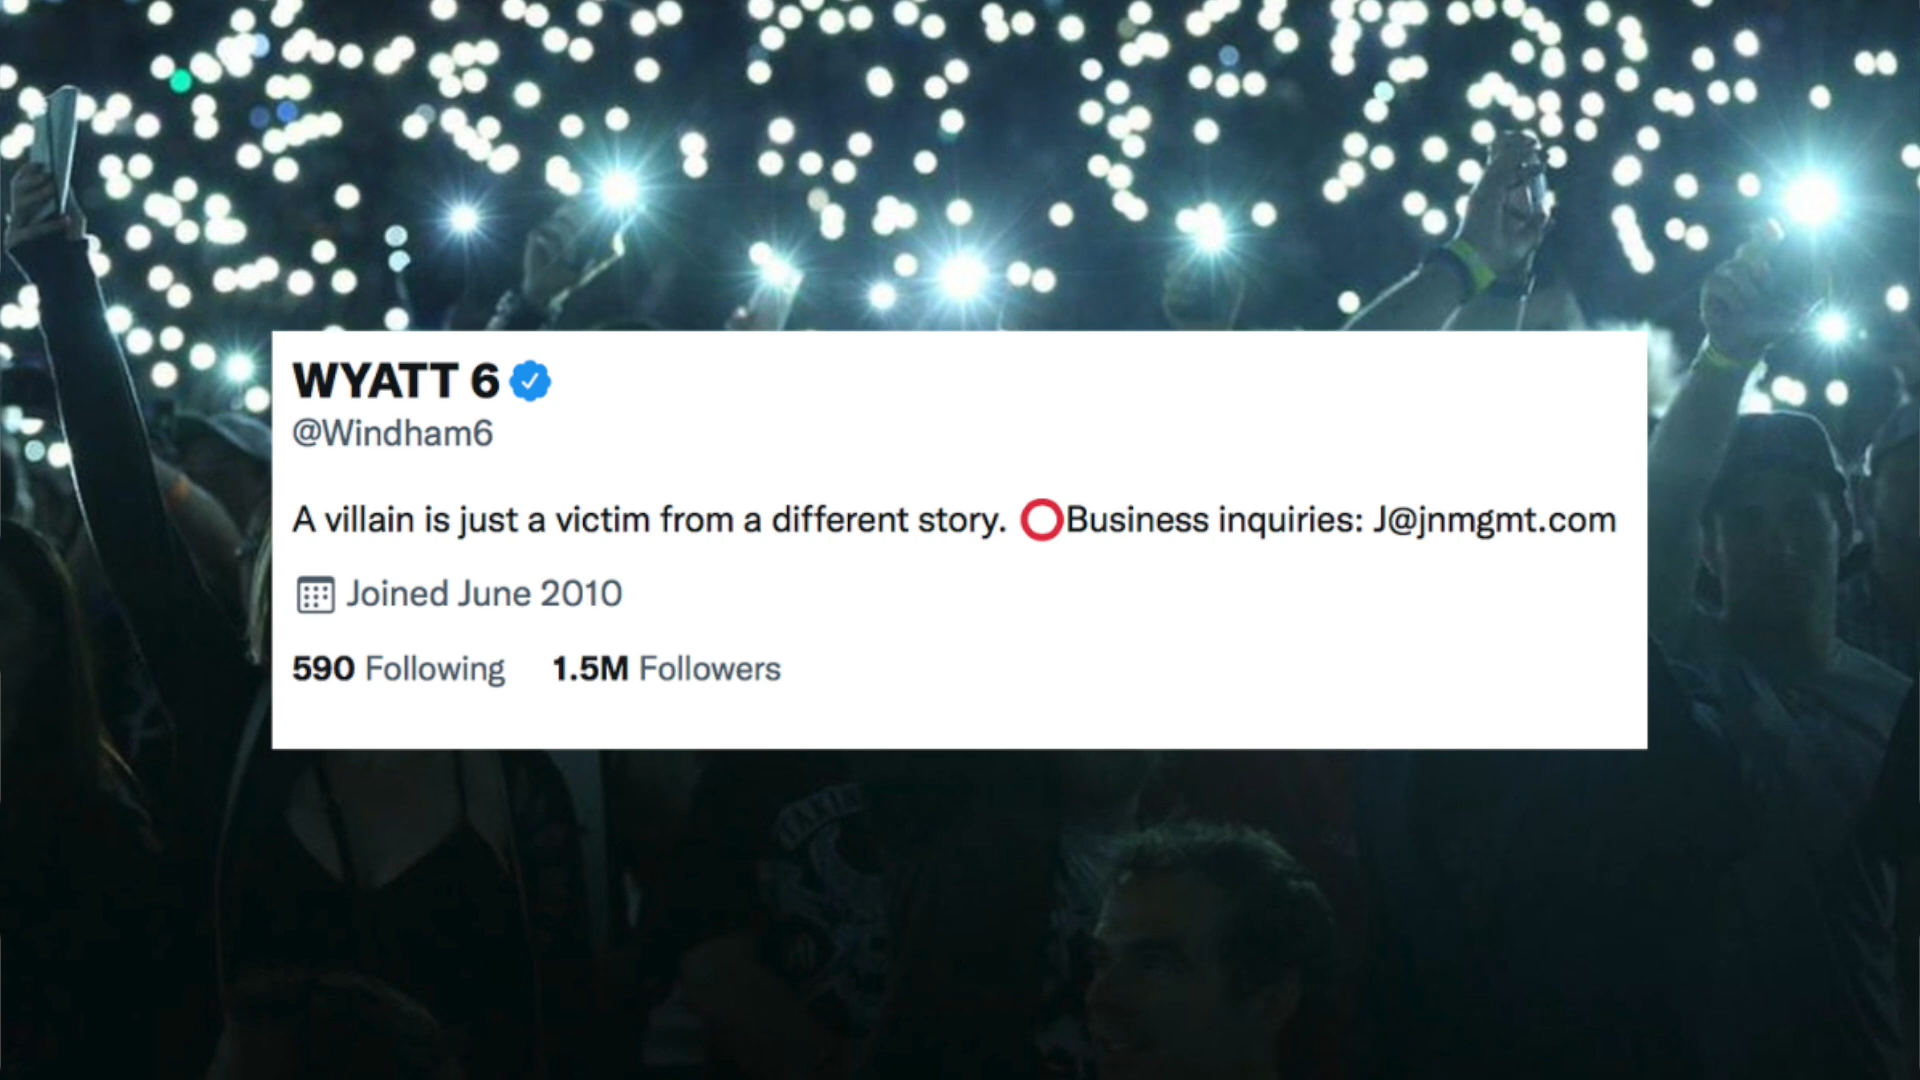 WYATT 6
@Windham6
A villain is just a victim from a different story. ⭕Business inquiries: J@jnmgmt.com
Joined June 2010
590 Following 1.5M Followers